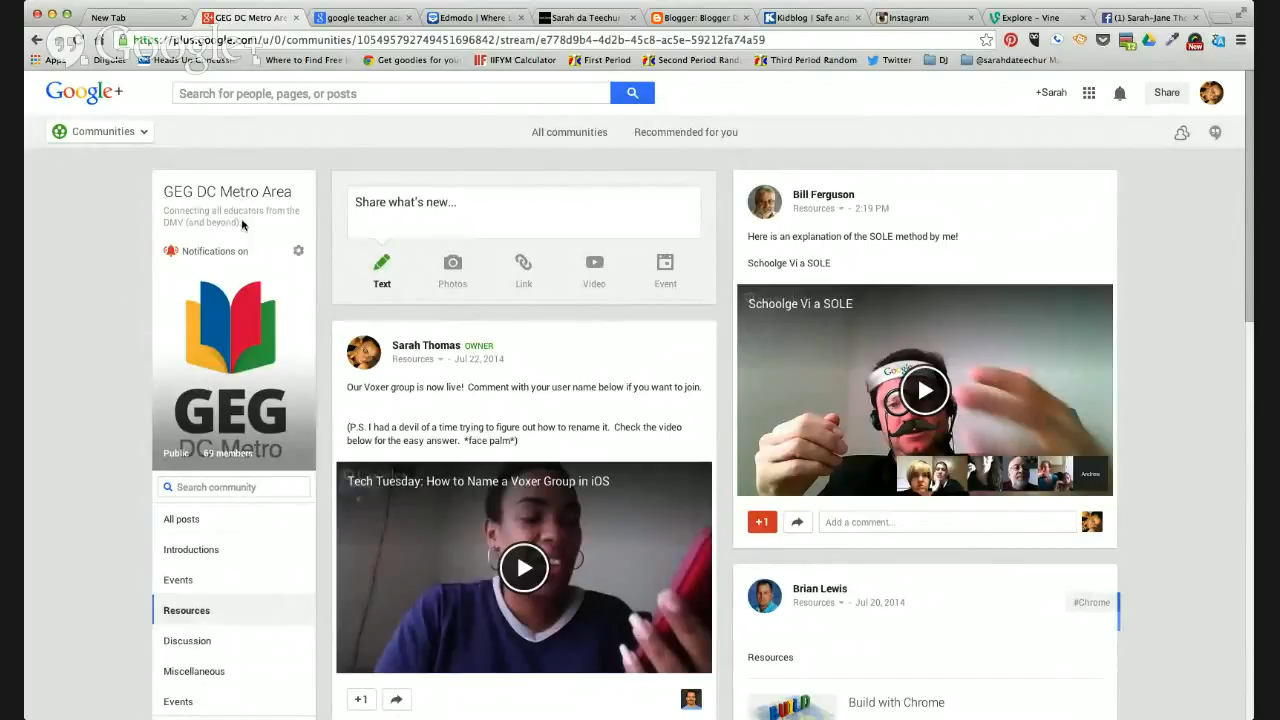 New Tab
GEG DC Metro Area
google teacher ac
Edmodo | Where L
Sarah da Teechur
Blogger: Blogger D
Kidblog | Safe and
Instagram
Explore – Vine
(1) Sarah-Jane Th
https://plus.google.com/u/0/communities/105495792749451696842/stream/e778d9b4-4d2b-45c8-ac5e-59212fa74a59
Google+
Apps
Heads Up
Where to Find Free
Get goodies for you
IIFYM Calculator
First Period
Second Period Rand
Third Period Random
Twitter
DJ
@sarahdateechur M
Google+
Search for people, pages, or posts
+Sarah
Share
Communities
All communities
Recommended for you
GEG DC Metro Area
Connecting all educators from the
DMV (and beyond)
Notifications on
GEG
DC Metro
Public 69 members
Search community
All posts
Introductions
Events
Resources
Discussion
Miscellaneous
Events
Share what's new...
Text
Photos
Link
Video
Event
Sarah Thomas OWNER
Resources Jul 22, 2014
Our Voxer group is now live! Comment with your user name below if you want to join.
(P.S. I had a devil of a time trying to figure out how to rename it. Check the video
below for the easy answer. *face palm*)
Tech Tuesday: How to Name a Voxer Group in iOS
+1
Bill Ferguson
Resources 2:19 PM
Here is an explanation of the SOLE method by me!
Schoolge Vi a SOLE
Schoolge Vi a SOLE
Google
Andrew
+1
Add a comment...
Brian Lewis
Resources Jul 20, 2014
#Chrome
Resources
BUILD
Build with Chrome